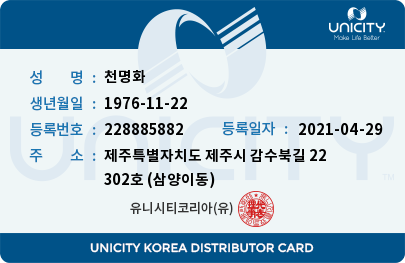 UNICITY
Make Life Better
성 명 : 천명화
생년월일 : 1976-11-22
등록번호 : 228885882 등록일자 : 2021-04-29
주 소 : 제주특별자치도 제주시 감수북길 22
302호 (삼양이동)
유니시티코리아(유)
UNICITY
UNICITY KOREA DISTRIBUTOR CARD